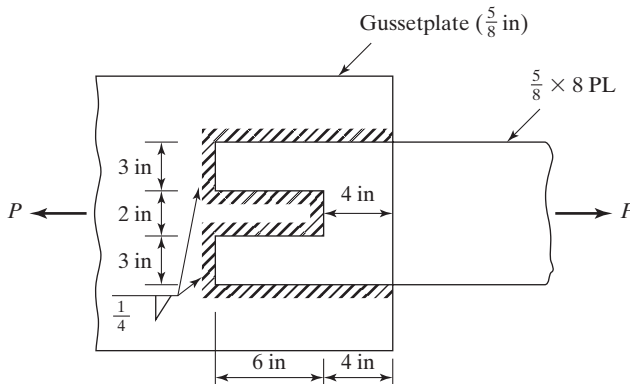 Gussetplate (5/8 in)
5/8 × 8 PL
3 in
4 in
P
2 in
P
3 in
1/4
6 in
4 in